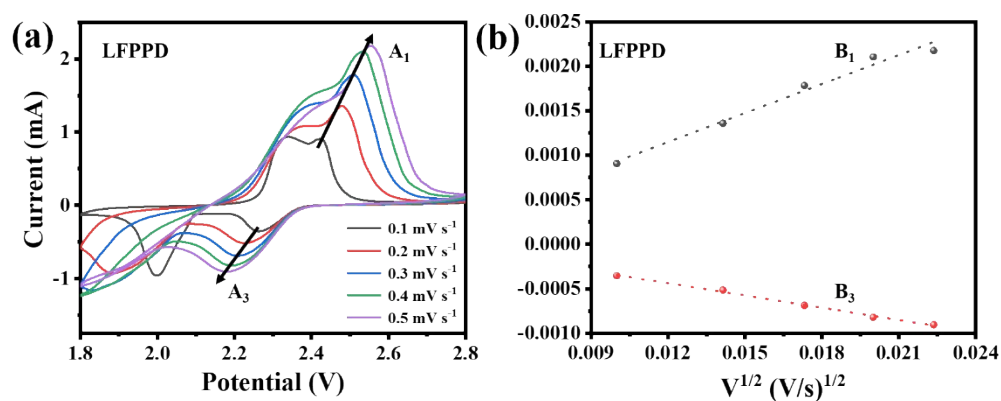 (a)
LFPPD
A1
A3
0.1 mV s-1
0.2 mV s-1
0.3 mV s-1
0.4 mV s-1
0.5 mV s-1
2
1
0
-1
1.8 2.0 2.2 2.4 2.6 2.8
Current (mA)
Potential (V)
(b)
LFPPD
B1
B3
0.0025
0.0020
0.0015
0.0010
0.0005
0.0000
-0.0005
-0.0010
0.009 0.012 0.015 0.018 0.021 0.024
V1/2 (V/s)1/2